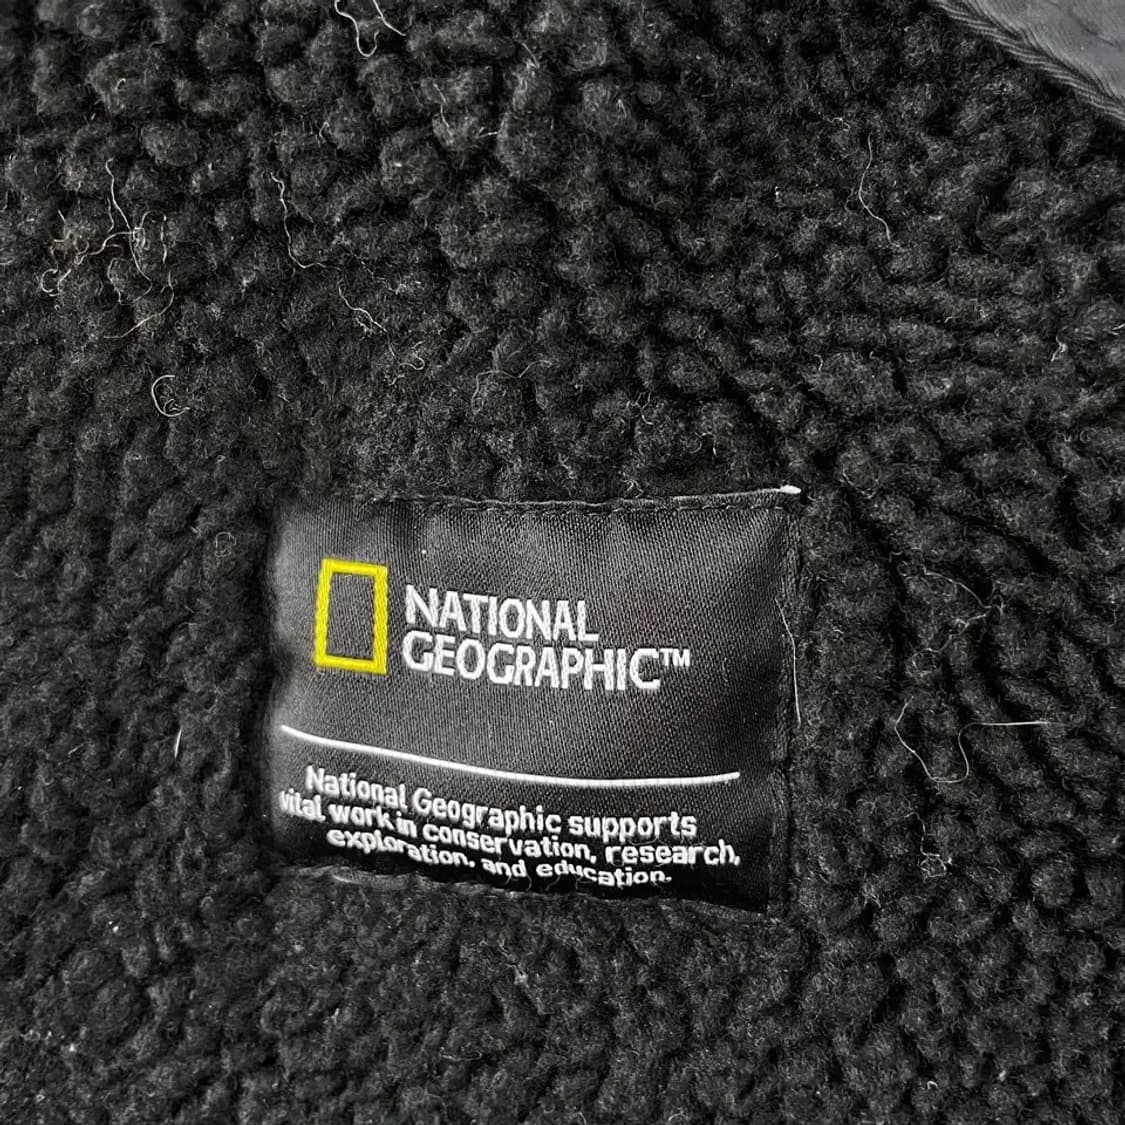 NATIONAL
GEOGRAPHIC™
National Geographic supports
vital work in conservation, research,
exploration, and education.